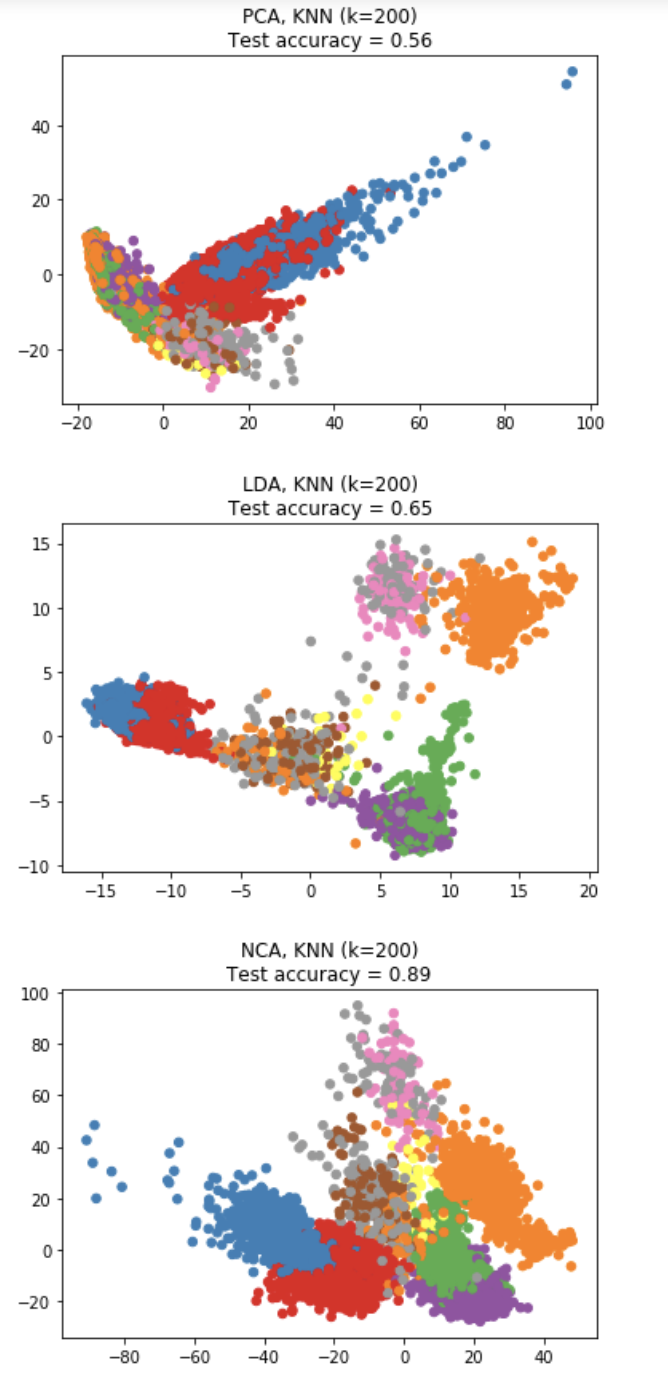 PCA, KNN (k=200)
Test accuracy = 0.56
40
20
0
−20
−20 0 20 40 60 80 100
LDA, KNN (k=200)
Test accuracy = 0.65
15
10
5
0
−5
−10
−15 −10 −5 0 5 10 15 20
NCA, KNN (k=200)
Test accuracy = 0.89
100
80
60
40
20
0
−20
−80 −60 −40 −20 0 20 40